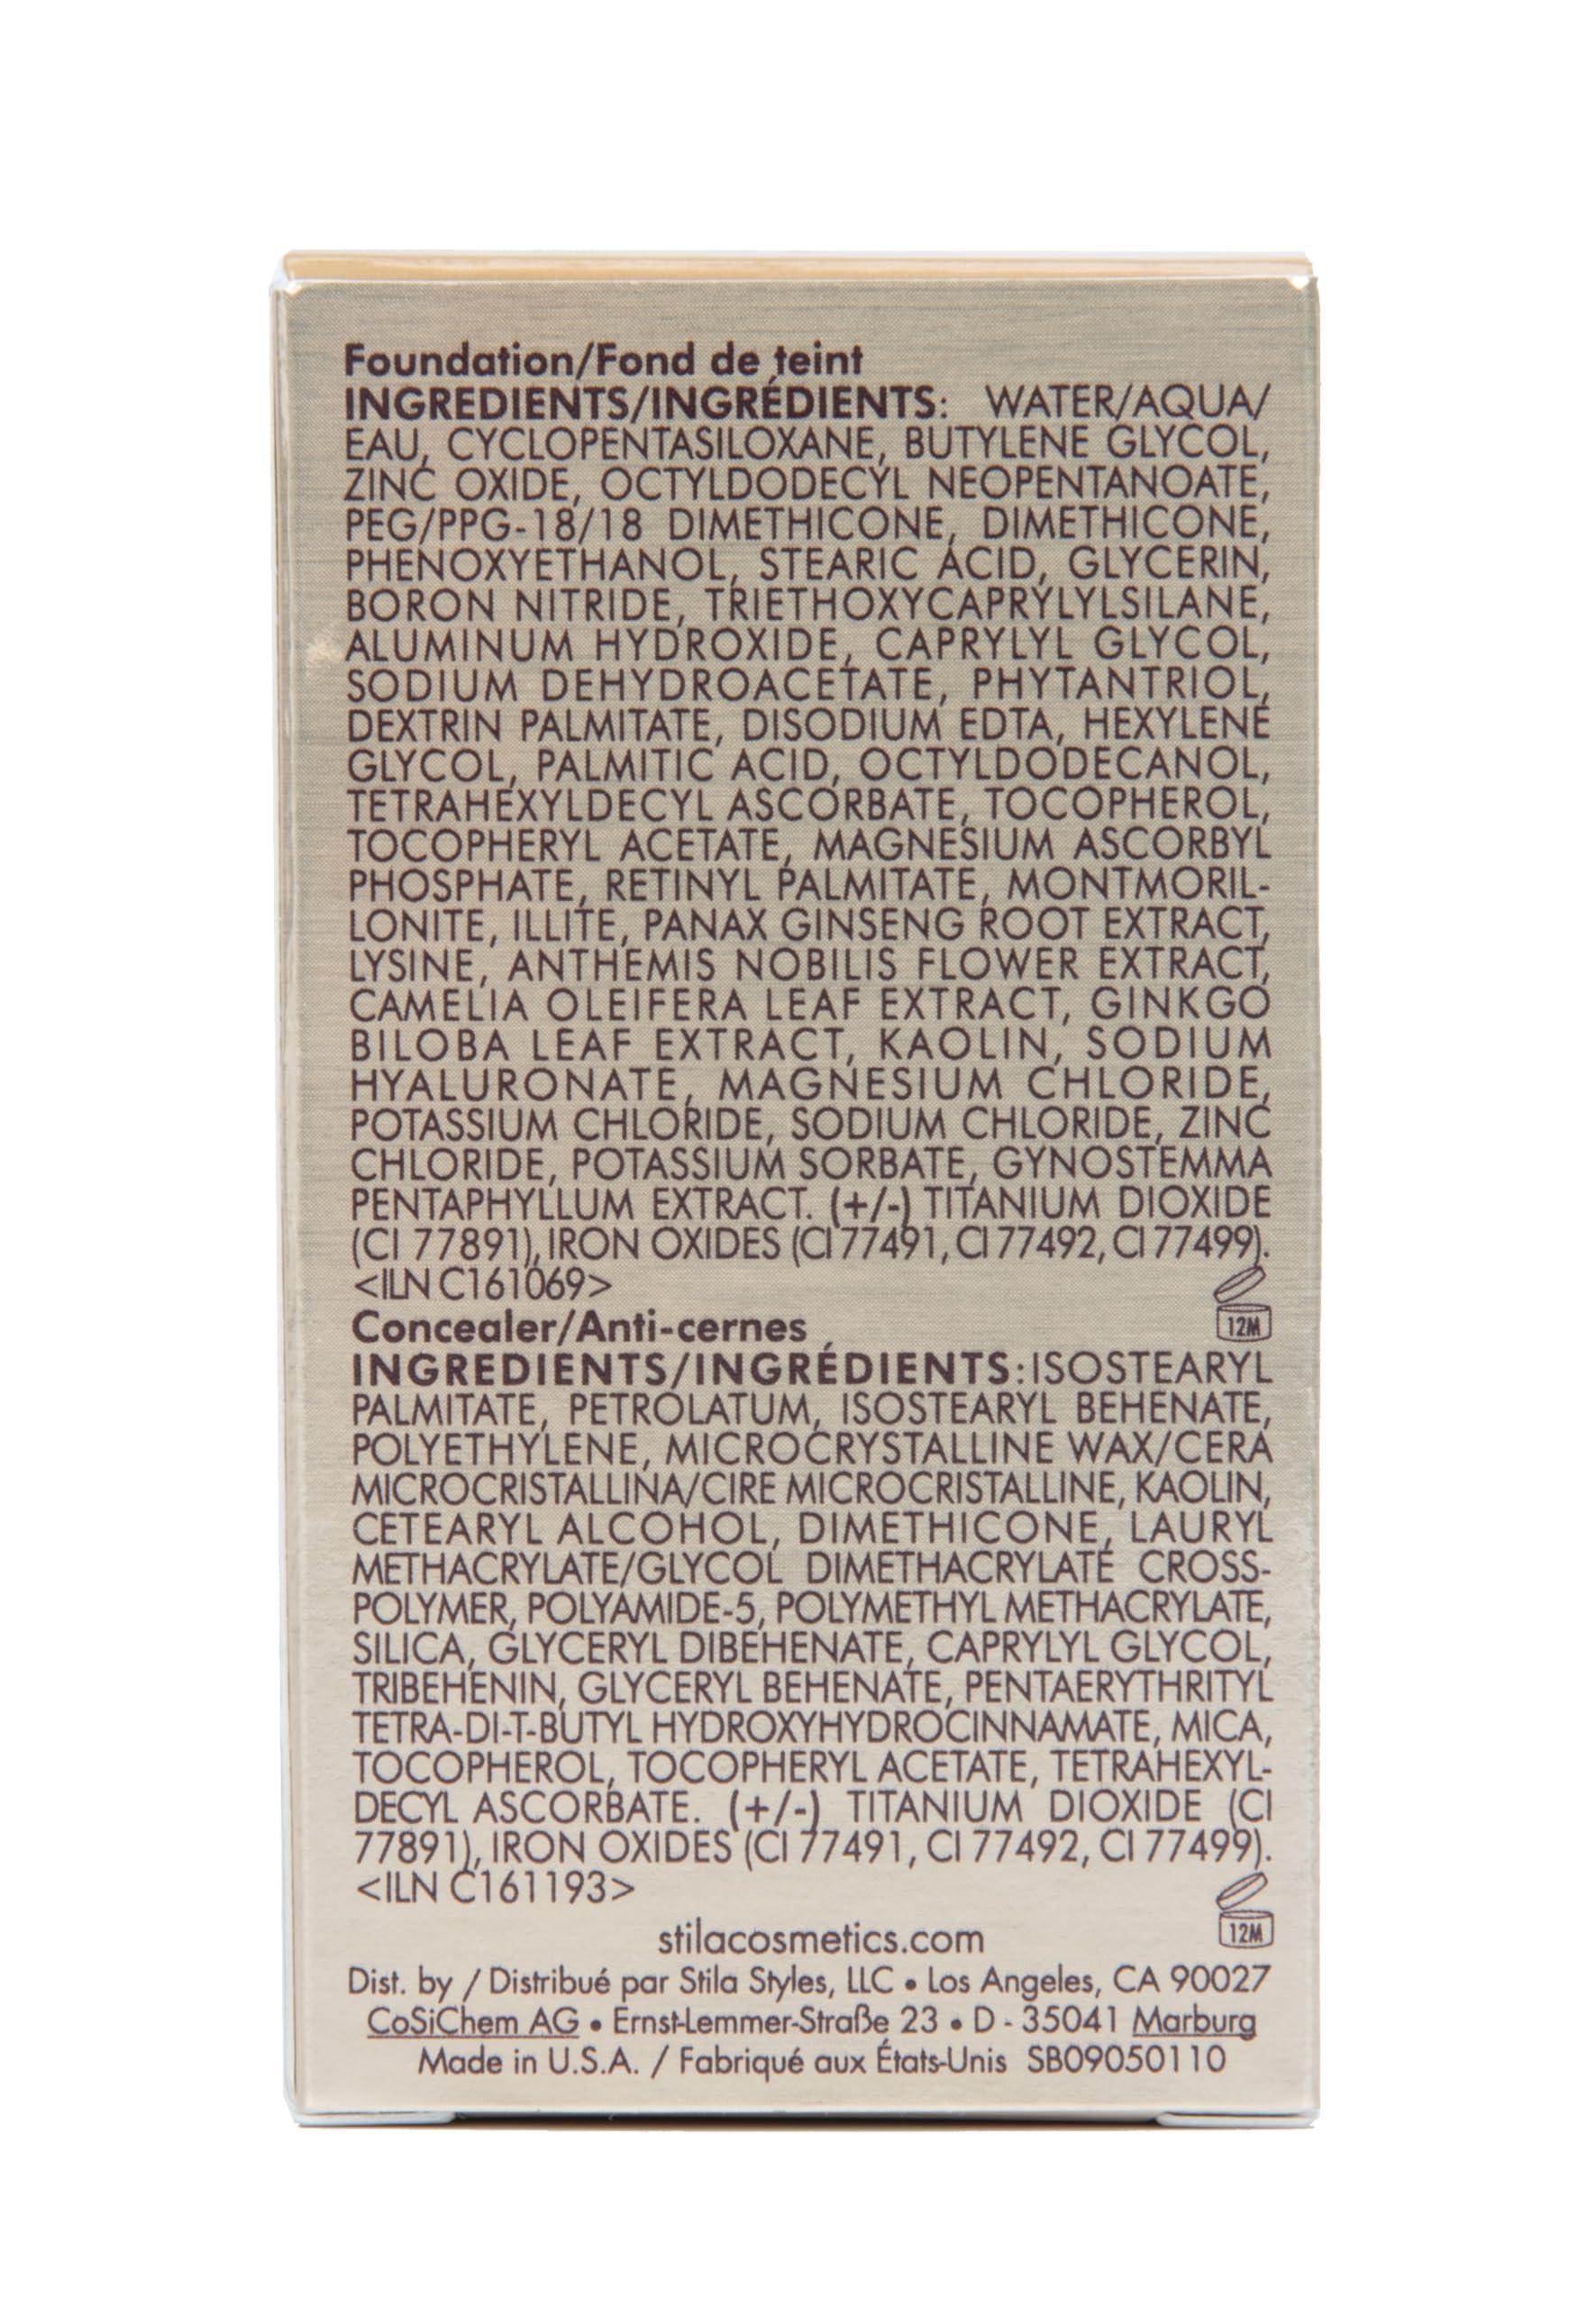 Foundation/Fond de teint
INGREDIENTS/INGRÉDIENTS: WATER/AQUA/
EAU, CYCLOPENTASILOXANE, BUTYLENE GLYCOL,
ZINC OXIDE, OCTYLDODECYL NEOPENTANOATE,
PEG/PPG-18/18 DIMETHICONE, DIMETHICONE,
PHENOXYETHANOL, STEARIC ACID, GLYCERIN,
BORON NITRIDE, TRIETHOXYCAPRYLYLSILANE,
ALUMINUM HYDROXIDE, CAPRYLYL GLYCOL,
SODIUM DEHYDROACETATE, PHYTANTRIOL,
DEXTRIN PALMITATE, DISODIUM EDTA, HEXYLENE
GLYCOL, PALMITIC ACID, OCTYLDODECANOL,
TETRAHEXYLDECYL ASCORBATE, TOCOPHEROL,
TOCOPHERYL ACETATE, MAGNESIUM ASCORBYL
PHOSPHATE, RETINYL PALMITATE, MONTMORIL-
LONITE, ILLITE, PANAX GINSENG ROOT EXTRACT,
LYSINE, ANTHEMIS NOBILIS FLOWER EXTRACT,
CAMELIA OLEIFERA LEAF EXTRACT, GINKGO
BILOBA LEAF EXTRACT, KAOLIN, SODIUM
HYALURONATE, MAGNESIUM CHLORIDE,
POTASSIUM CHLORIDE, SODIUM CHLORIDE, ZINC
CHLORIDE, POTASSIUM SORBATE, GYNOSTEMMA
PENTAPHYLLUM EXTRACT. (+/-) TITANIUM DIOXIDE
(CI 77891), IRON OXIDES (CI 77491, CI 77492, CI 77499).
<ILN C161069>
12M
Concealer/Anti-cernes
INGREDIENTS/INGRÉDIENTS: ISOSTEARYL
PALMITATE, PETROLATUM, ISOSTEARYL BEHENATE,
POLYETHYLENE, MICROCRYSTALLINE WAX/CERA
MICROCRISTALLINA/CIRE MICROCRISTALLINE, KAOLIN,
CETEARYL ALCOHOL, DIMETHICONE, LAURYL
METHACRYLATE/GLYCOL DIMETHACRYLATE CROSS-
POLYMER, POLYAMIDE-5, POLYMETHYL METHACRYLATE,
SILICA, GLYCERYL DIBEHENATE, CAPRYLYL GLYCOL,
TRIBEHENIN, GLYCERYL BEHENATE, PENTAERYTHRITYL
TETRA-DI-T-BUTYL HYDROXYHYDROCINNAMATE, MICA,
TOCOPHEROL, TOCOPHERYL ACETATE, TETRAHEXYL-
DECYL ASCORBATE. (+/-) TITANIUM DIOXIDE (CI
77891), IRON OXIDES (CI 77491, CI 77492, CI 77499).
<ILN C161193>
12M
stilacosmetics.com
Dist. by / Distribué par Stila Styles, LLC • Los Angeles, CA 90027
CoSiChem AG • Ernst-Lemmer-Straße 23 • D - 35041 Marburg
Made in U.S.A. / Fabriqué aux États-Unis SB09050110